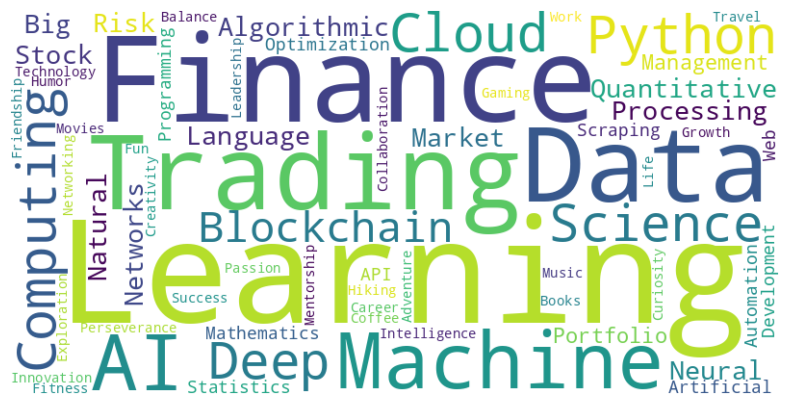 Big
Risk
Balance
Algorithmic
Cloud
Work
Travel
Python
Stock
Finance
Optimization
Management
Technology
Humor
Programming
Leadership
Gaming
Quantitative
Friendship
Computing
Processing
Movies
Language
Collaboration
Market
Scraping
Growth
Web
Networking
Fun
Trading
Data
Life
Natural
Networks
Creativity
Blockchain
Science
Learning
Exploration
Passion
Success
Mentorship
API
Hiking
Adventure
Music
Books
Curiosity
Automation
Development
Career
Coffee
Perseverance
Mathematics
Intelligence
Portfolio
AI
Deep
Machine
Neural
Innovation
Fitness
Statistics
Artificial